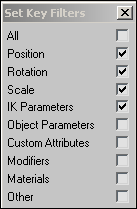 Set Key Filters
All
Position
Rotation
Scale
IK Parameters
Object Parameters
Custom Attributes
Modifiers
Materials
Other